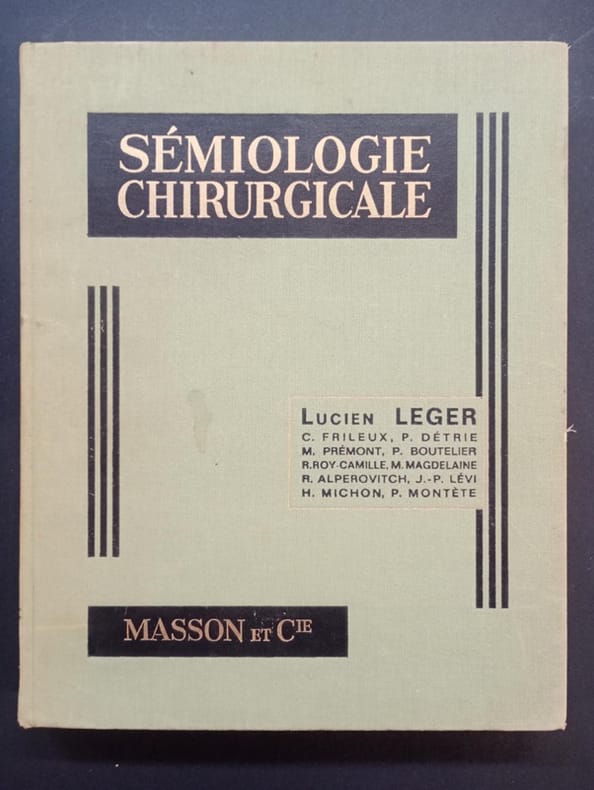 SÉMIOLOGIE
CHIRURGICALE
LUCIEN LEGER
C. FRILEUX, P. DÉTRIE
M. PRÉMONT, P. BOUTELIER
R. ROY-CAMILLE, M. MAGDELAINE
R. ALPEROVITCH, J.-P. LÉVI
H. MICHON, P. MONTÈTE
MASSON ET CIE